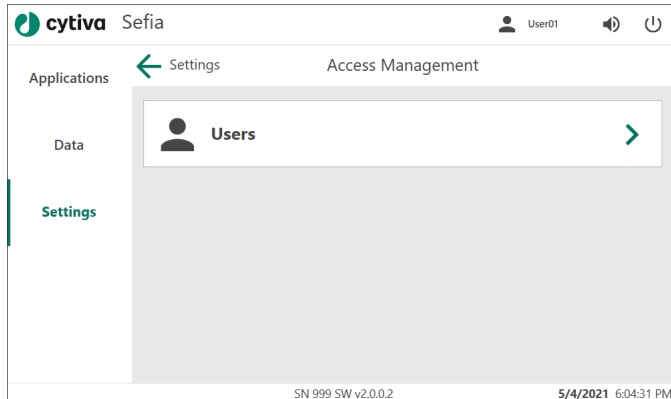 cytiva Sefia
User01
Applications
Data
Settings
Settings
Access Management
Users
SN 999 SW v2.0.0.2
5/4/2021 6:04:31 PM